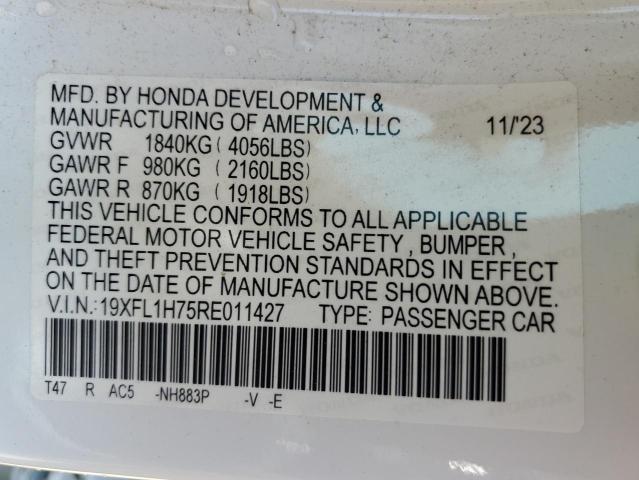 MFD. BY HONDA DEVELOPMENT &
MANUFACTURING OF AMERICA, LLC 11/'23
GVWR 1840KG ( 4056LBS)
GAWR F 980KG ( 2160LBS)
GAWR R 870KG ( 1918LBS)
THIS VEHICLE CONFORMS TO ALL APPLICABLE
FEDERAL MOTOR VEHICLE SAFETY , BUMPER ,
AND THEFT PREVENTION STANDARDS IN EFFECT
ON THE DATE OF MANUFACTURE SHOWN ABOVE.
V.I.N.:19XFL1H75RE011427 TYPE: PASSENGER CAR
T47 R AC5 -NH883P -V -E